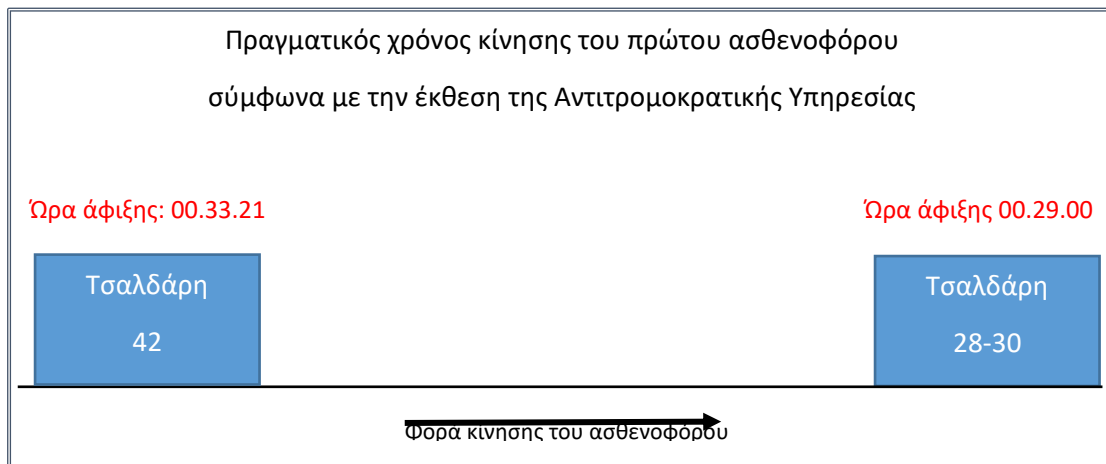 Πραγματικός χρόνος κίνησης του πρώτου ασθενοφόρου
σύμφωνα με την έκθεση της Αντιτρομοκρατικής Υπηρεσίας
Ώρα άφιξης: 00.33.21
Ώρα άφιξης 00.29.00
Τσαλδάρη
42
Τσαλδάρη
28-30
Φορά κίνησης του ασθενοφόρου